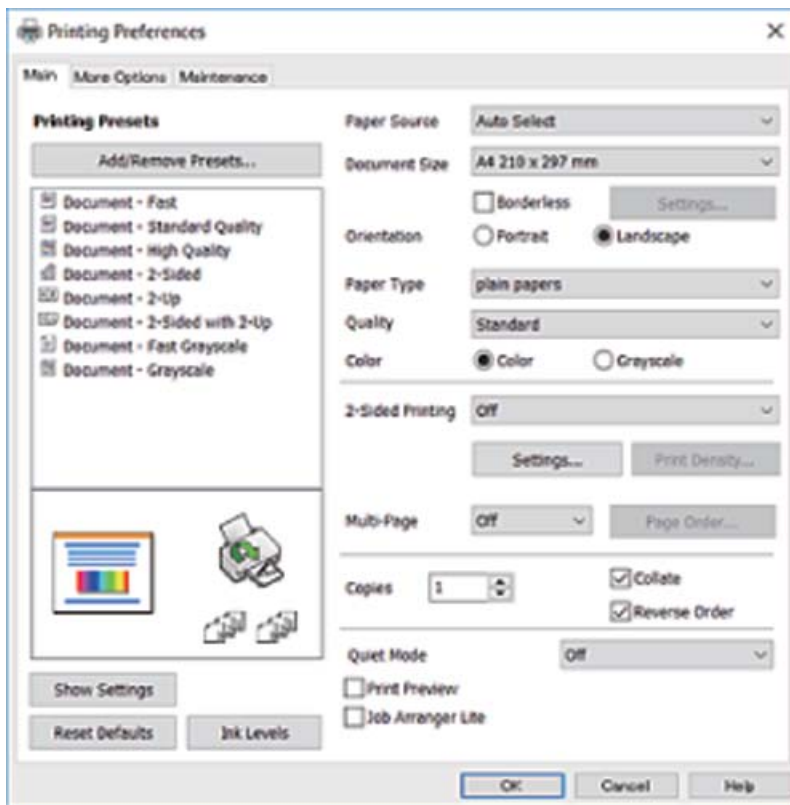 Printing Preferences
Main More Options Maintenance
Printing Presets
Add/Remove Presets...
Document - Fast
Document - Standard Quality
Document - High Quality
Document - 2-Sided
Document - 2-Up
Document - 2-Sided with 2-Up
Document - Fast Grayscale
Document - Grayscale
Show Settings
Reset Defaults Ink Levels
Paper Source Auto Select
Document Size A4 210 x 297 mm
Borderless Settings...
Orientation Portrait Landscape
Paper Type plain papers
Quality Standard
Color Color Grayscale
2-Sided Printing Off
Settings... Print Density...
Multi-Page Off Page Order...
Copies 1 Collate
Reverse Order
Quiet Mode Off
Print Preview
Job Arranger Lite
OK Cancel Help